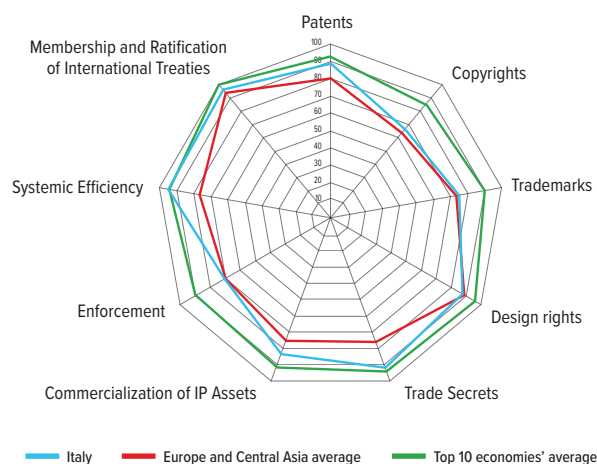 Patents
Membership and Ratification
of International Treaties
Copyrights
100
90
80
70
60
50
40
30
20
10
Systemic Efficiency
Trademarks
Enforcement
Design rights
Commercialization of IP Assets
Trade Secrets
Italy
Europe and Central Asia average
Top 10 economies' average